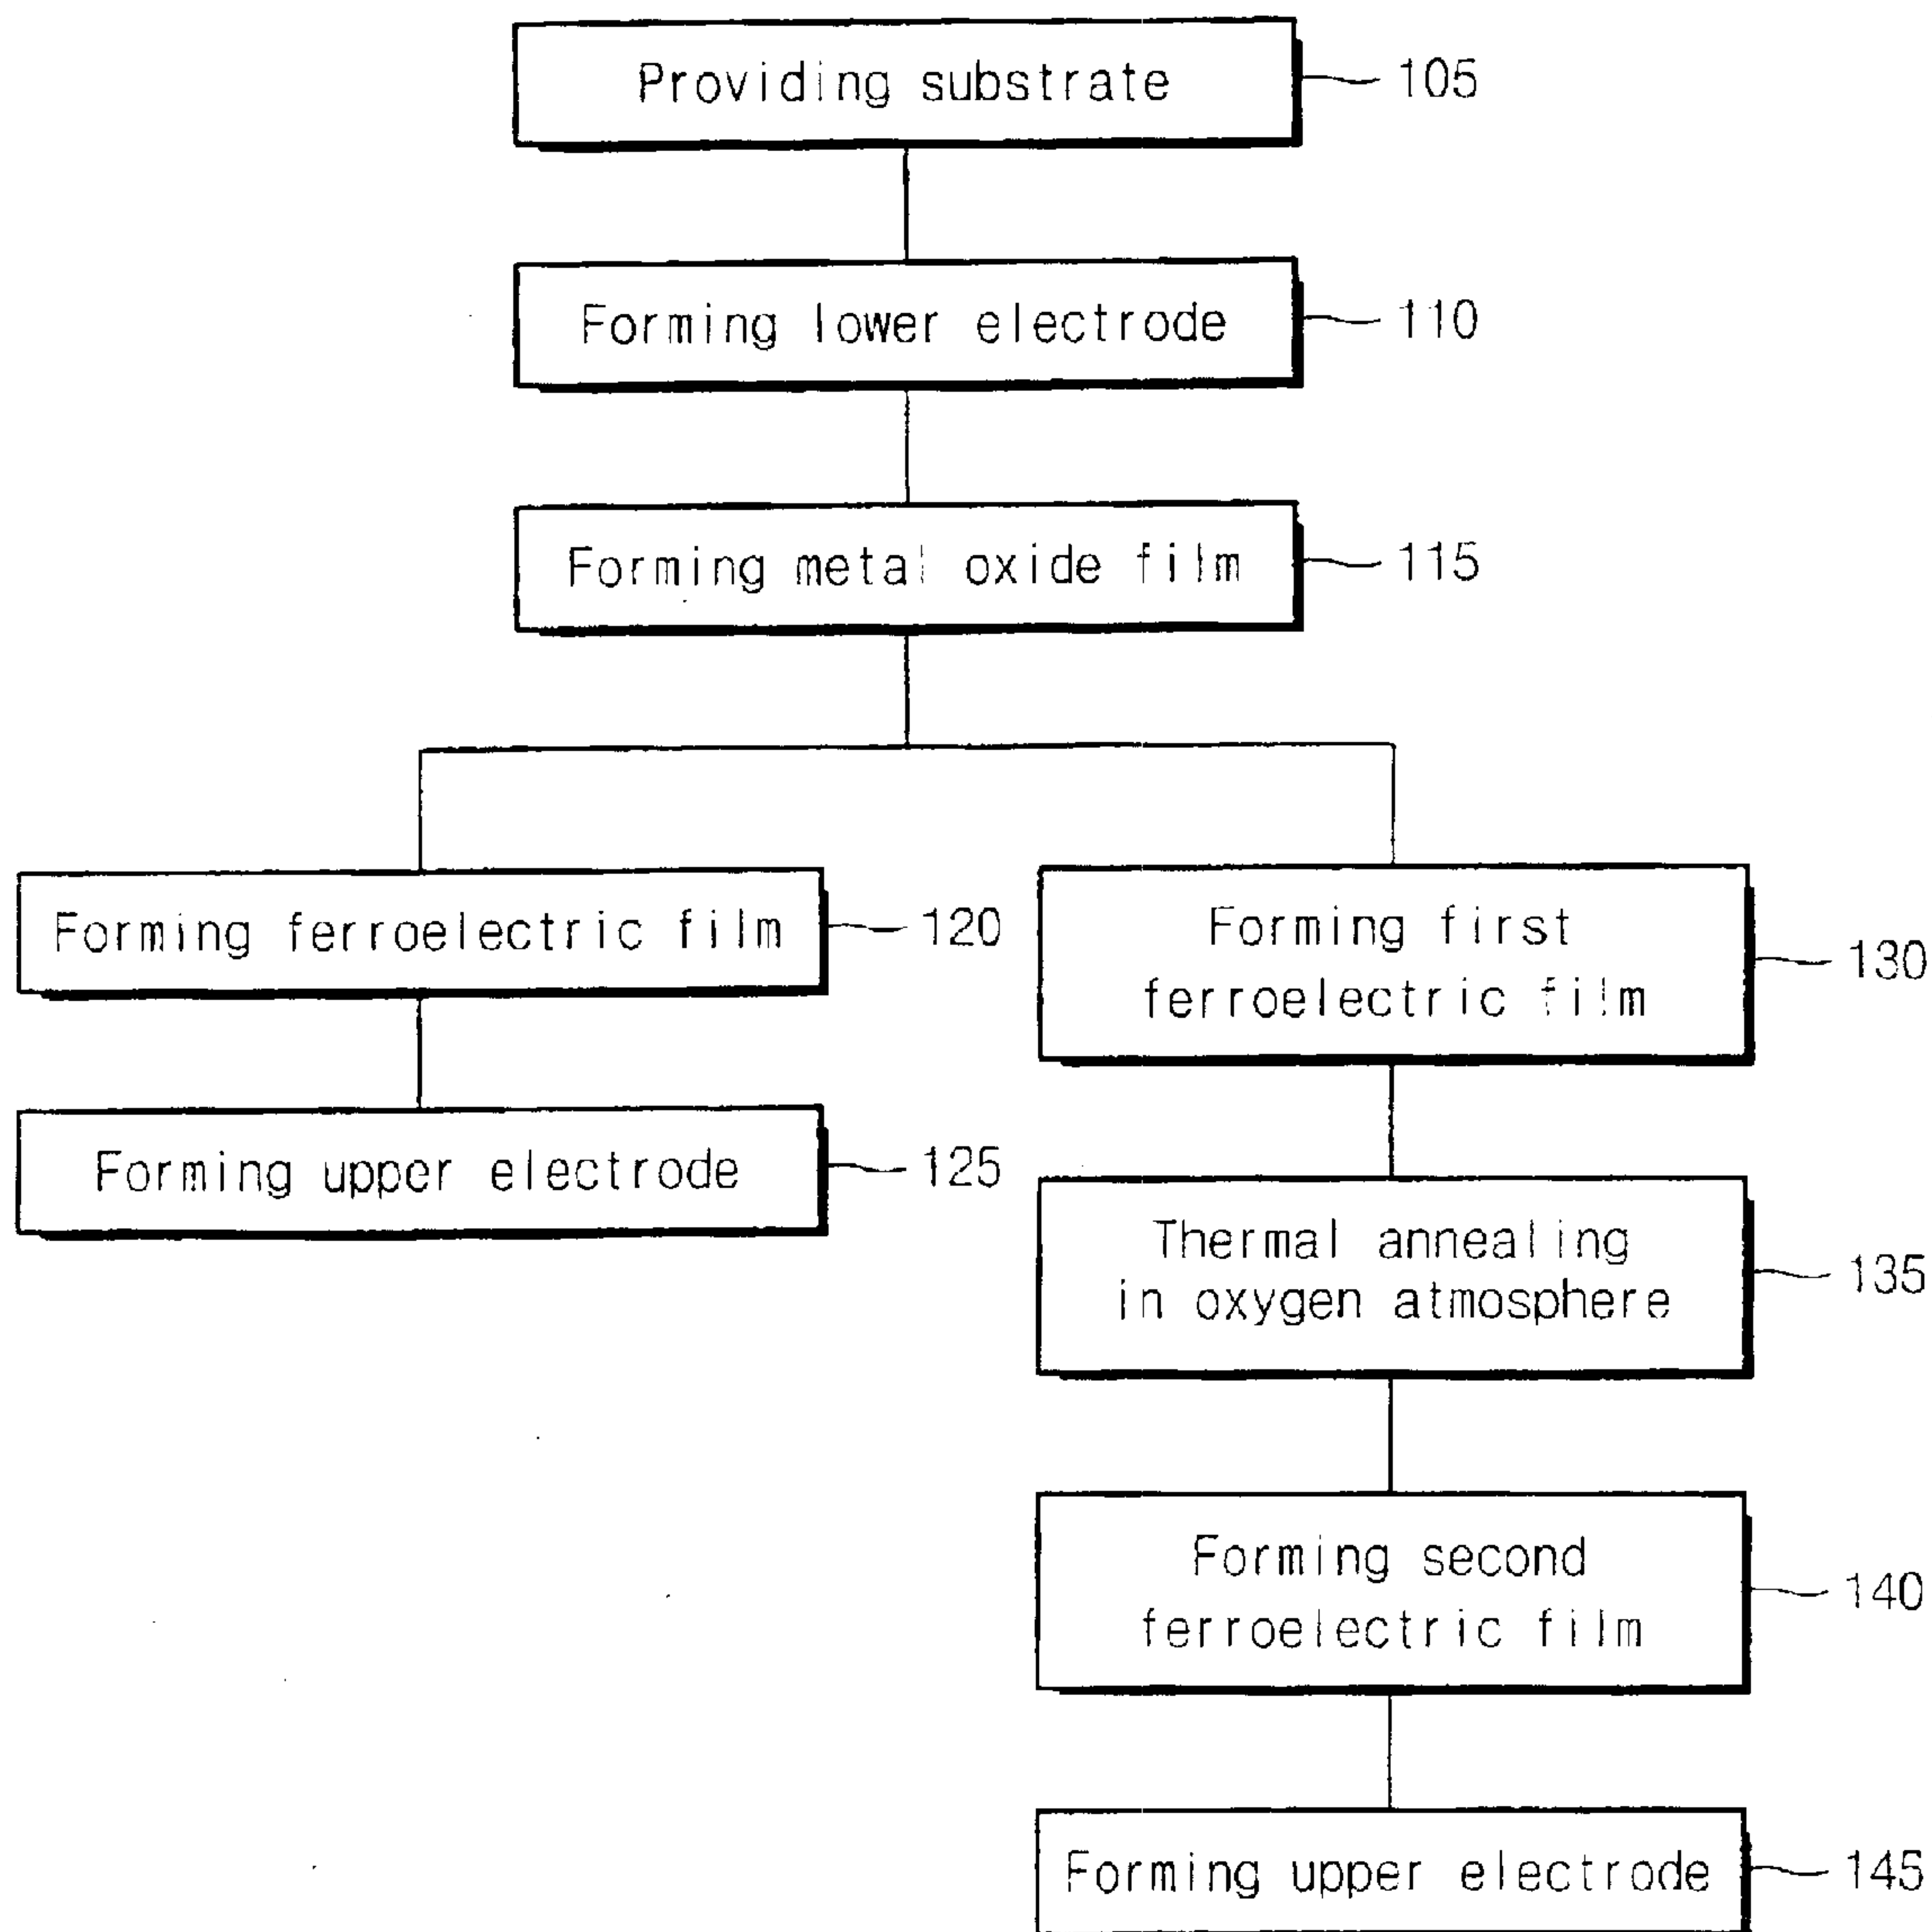 Providing substrate
105
Forming lower electrode
110
Forming metal oxide film
115
Forming ferroelectric film
120
Forming upper electrode
125
Forming first
ferroelectric film
130
Thermal annealing
in oxygen atmosphere
135
Forming second
ferroelectric film
140
Forming upper electrode
145